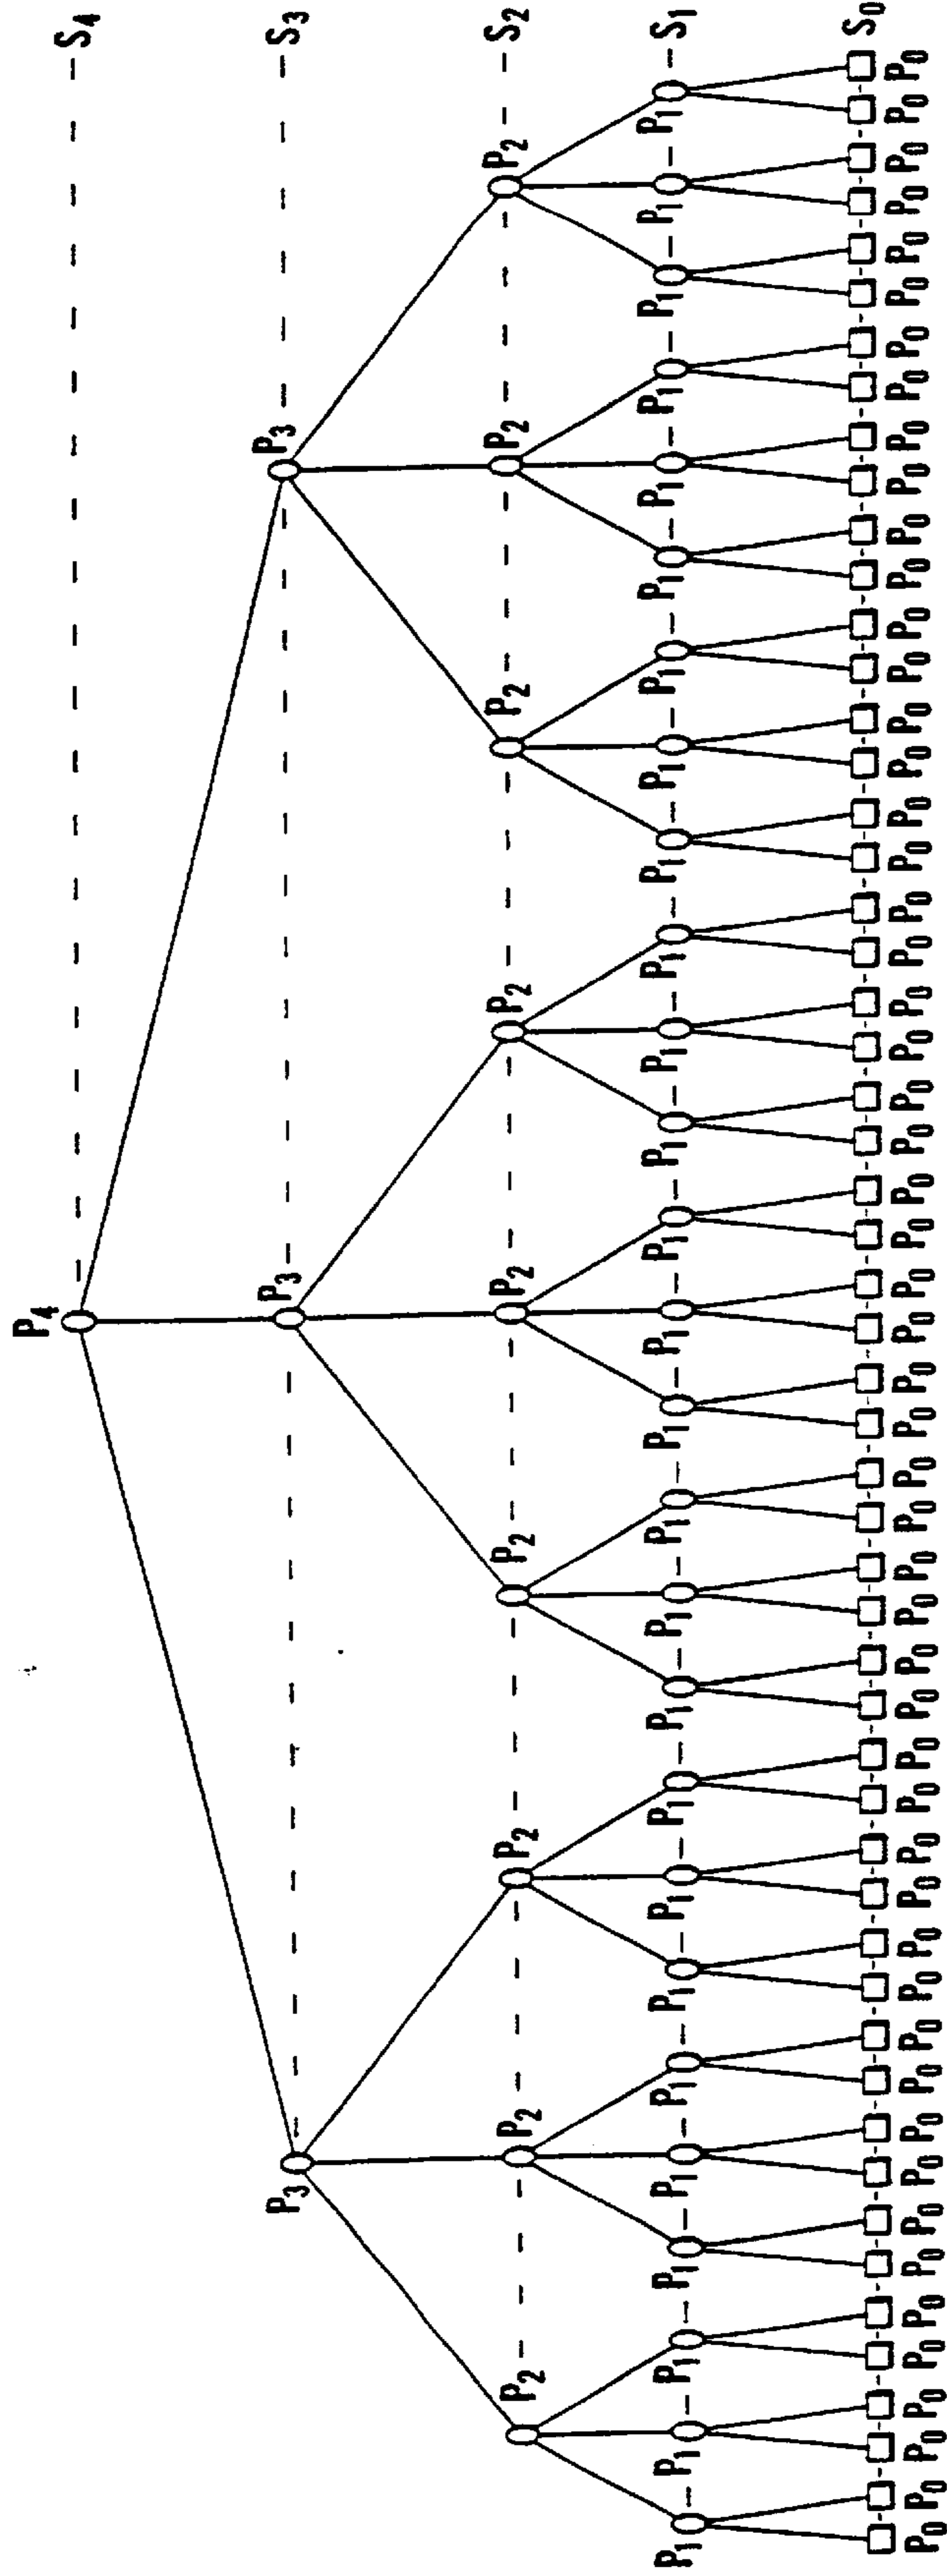 P₄ S₄
P₃ P₃ P₃ S₃
P₂ P₂ P₂ P₂ P₂ P₂ P₂ P₂ P₂ S₂
P₁ P₁ P₁ P₁ P₁ P₁ P₁ P₁ P₁ P₁ P₁ P₁ P₁ P₁ P₁ P₁ P₁ P₁ P₁ P₁ P₁ P₁ P₁ P₁ P₁ P₁ P₁ S₁
S₀
P₀ P₀ P₀ P₀ P₀ P₀ P₀ P₀ P₀ P₀ P₀ P₀ P₀ P₀ P₀ P₀ P₀ P₀ P₀ P₀ P₀ P₀ P₀ P₀ P₀ P₀ P₀ P₀ P₀ P₀ P₀ P₀ P₀ P₀ P₀ P₀ P₀ P₀ P₀ P₀ P₀ P₀ P₀ P₀ P₀ P₀ P₀ P₀ P₀ P₀ P₀ P₀ P₀ P₀